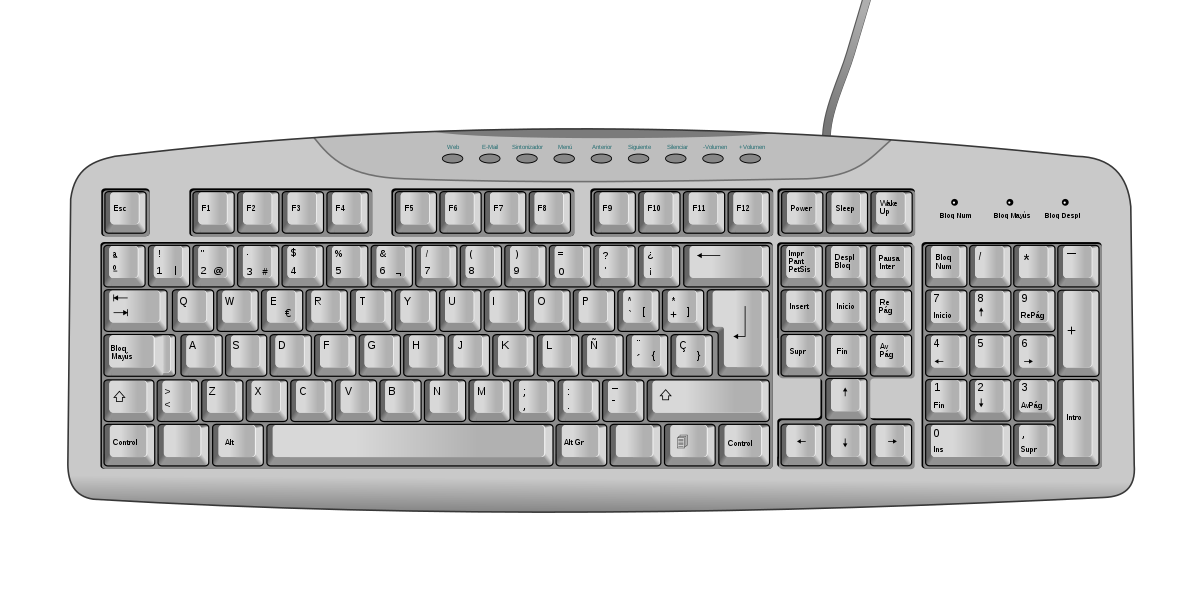 Web E-Mail Sintonizador Menú Anterior Siguiente Silenciar -Volumen +Volumen
Esc F1 F2 F3 F4 F5 F6 F7 F8 F9 F10 F11 F12 Power Sleep Wake
Up
Bloq Num Bloq Mayús Bloq Despl
ª ! " · $ % & / ( ) = ? ¿
º 1 | 2 @ 3 # 4 5 6 ¬ 7 8 9 0 ' ¡
Impr
Pant
PetSis
Despl
Bloq
Pausa
Inter
Bloq
Num
/ * —
Q W E R T Y U I O P ^ *
€ ` [ + ]
Insert Inicio Re
Pág
7 8 9
Inicio ↑ RePág
+
Bloq
Mayús
A S D F G H J K L Ñ ¨ Ç
´ { }
Supr Fin Av
Pág
4 5 6
← →
> Z X C V B N M ; : _
< , . -
↑
1 2 3
Fin ↓ AvPág
Intro
Control Alt Alt Gr Control
← ↓ →
0 ,
Ins Supr